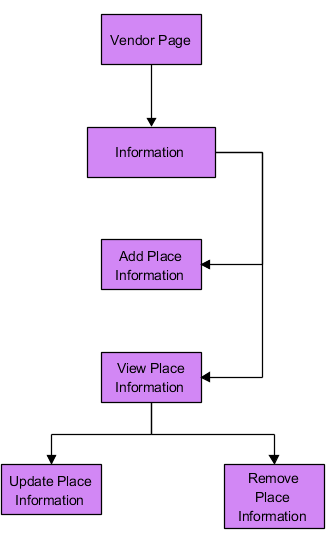 Vendor Page
Information
Add Place
Information
View Place
Information
Update Place
Information
Remove
Place
Information